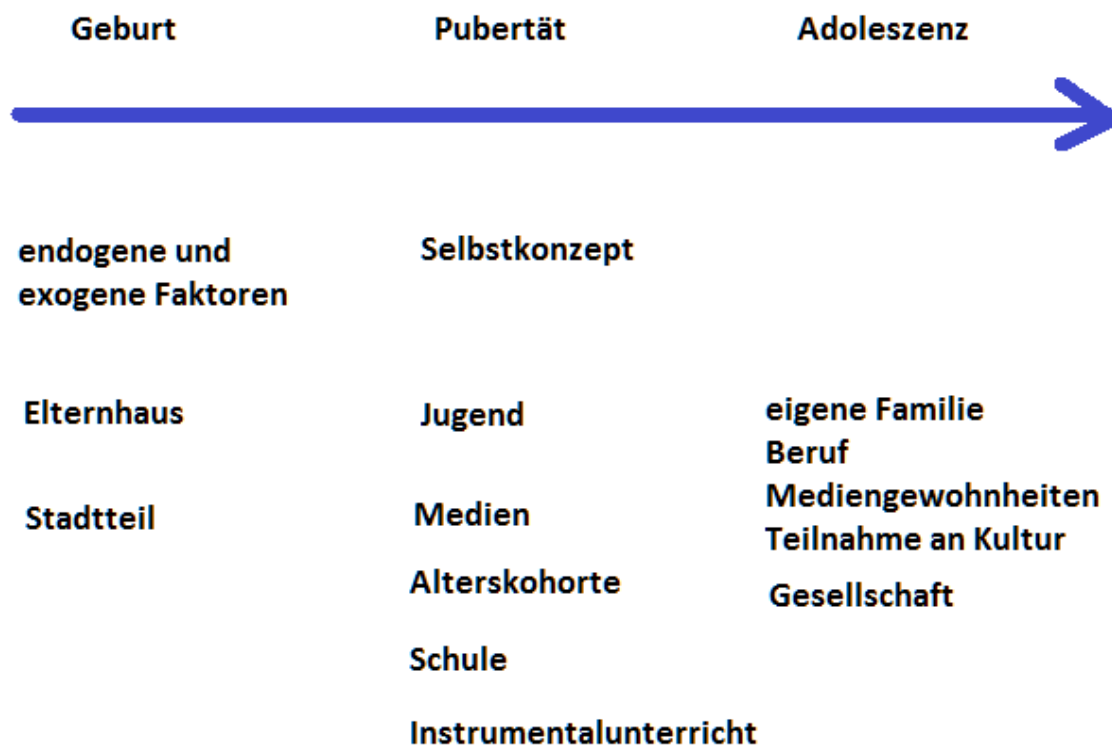 Geburt
Pubertät
Adoleszenz
endogene und
exogene Faktoren
Elternhaus
Stadtteil
Selbstkonzept
Jugend
Medien
Alterskohorte
Schule
Instrumentalunterricht
eigene Familie
Beruf
Mediengewohnheiten
Teilnahme an Kultur
Gesellschaft